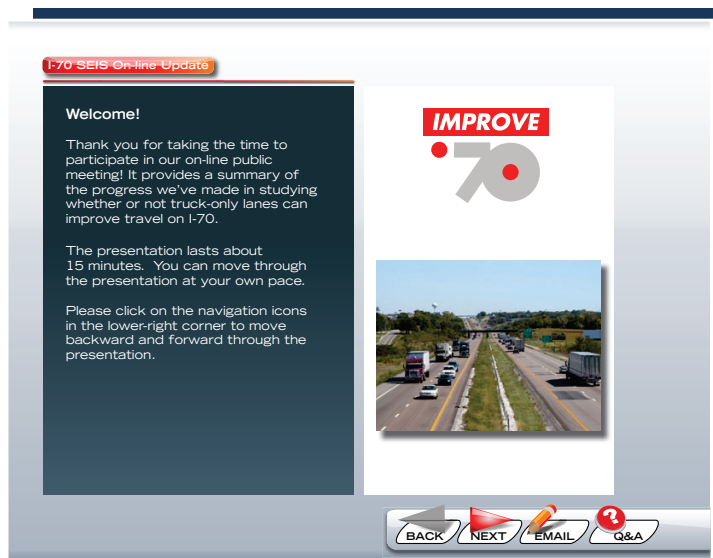 I-70 SEIS On-line Update
Welcome!
Thank you for taking the time to
participate in our on-line public
meeting! It provides a summary of
the progress we've made in studying
whether or not truck-only lanes can
improve travel on I-70.
The presentation lasts about
15 minutes.  You can move through
the presentation at your own pace.
Please click on the navigation icons
in the lower-right corner to move
backward and forward through the
presentation.
IMPROVE
'70
BACK
NEXT
EMAIL
?
Q&A